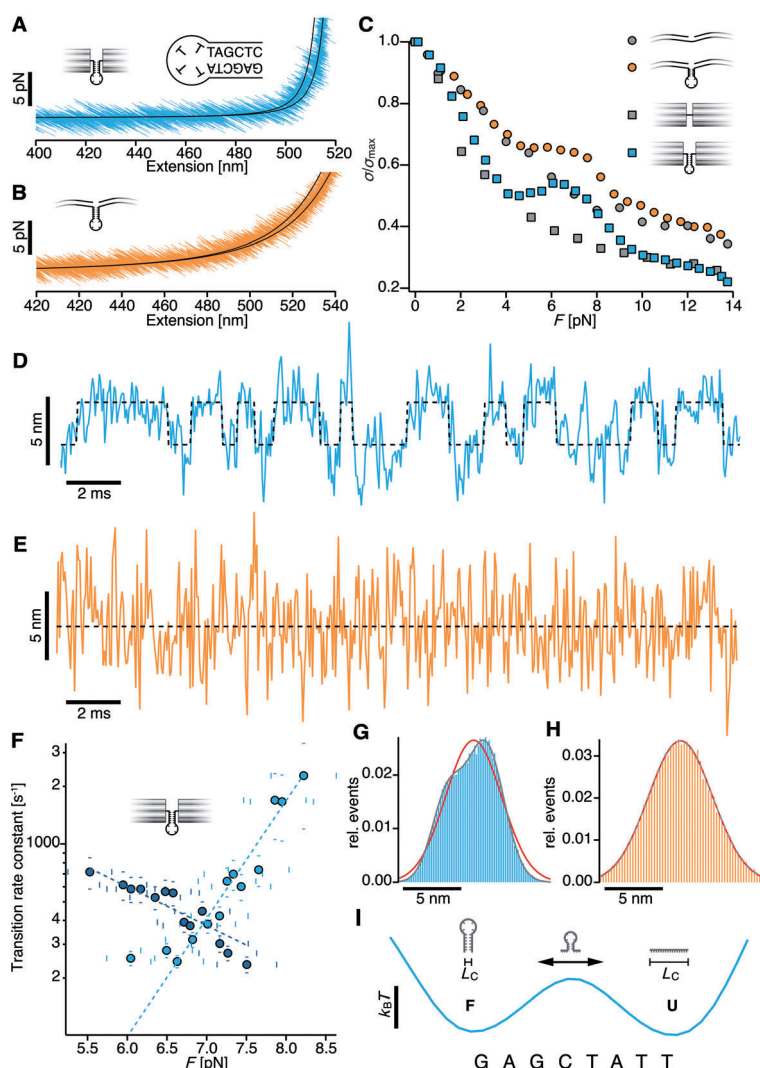 A
5 pN
TAGCTC
GAGCTA
T T
T T
400 420 440 460 480 500 520
Extension [nm]
B
5 pN
420 440 460 480 500 520 540
Extension [nm]
C
σ/σmax
1.0
0.8
0.6
0.4
0.2
0 2 4 6 8 10 12 14
F [pN]
D
5 nm
2 ms
E
5 nm
2 ms
F
Transition rate constant [s⁻¹]
3
2
1000
4
3
2
5.5 6.0 6.5 7.0 7.5 8.0 8.5
F [pN]
G
rel. events
0.02
0.01
0.00
5 nm
H
rel. events
0.03
0.02
0.01
0.00
5 nm
I
kBT
LC
LC
F
U
G A G C T A T T